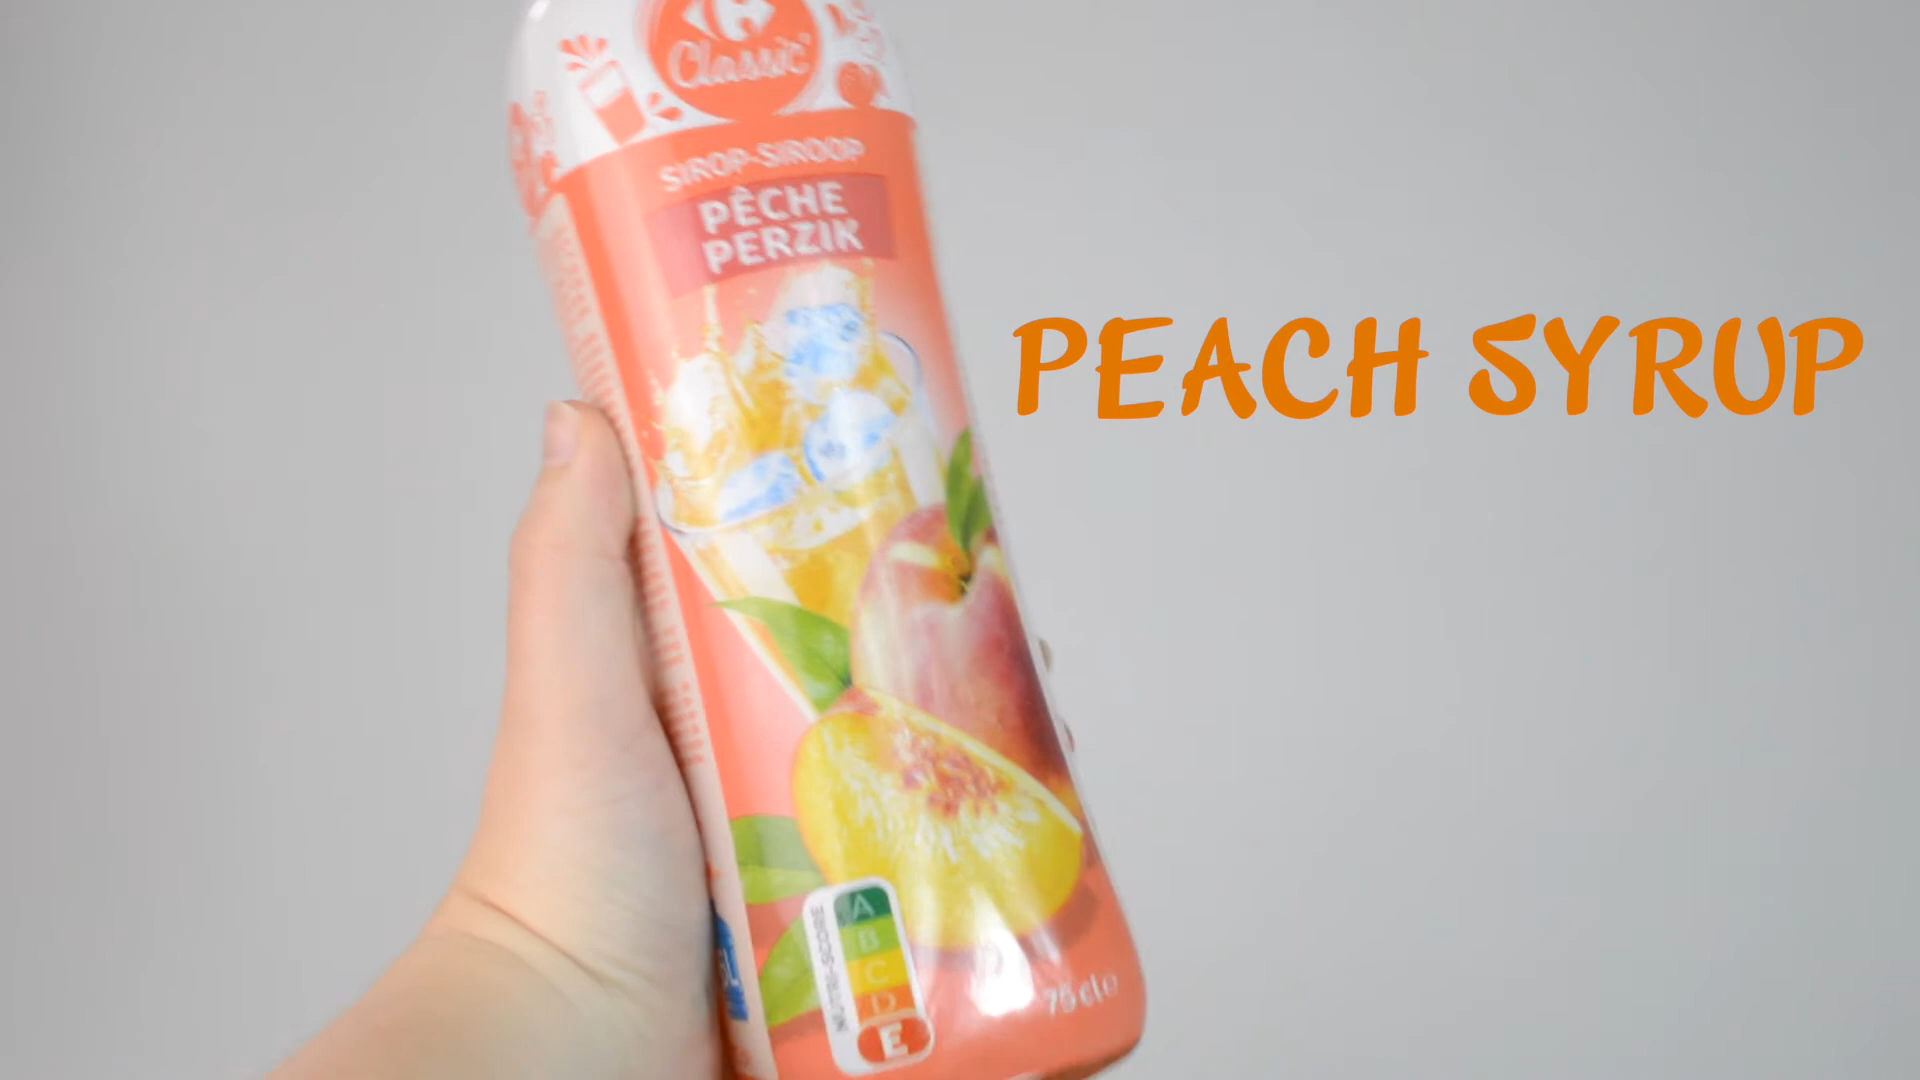 Classic'
SIROP-SIROOP
PÊCHE
PERZIK
PEACH SYRUP
NUTRI-SCORE
A
B
C
D
E
75 cl e